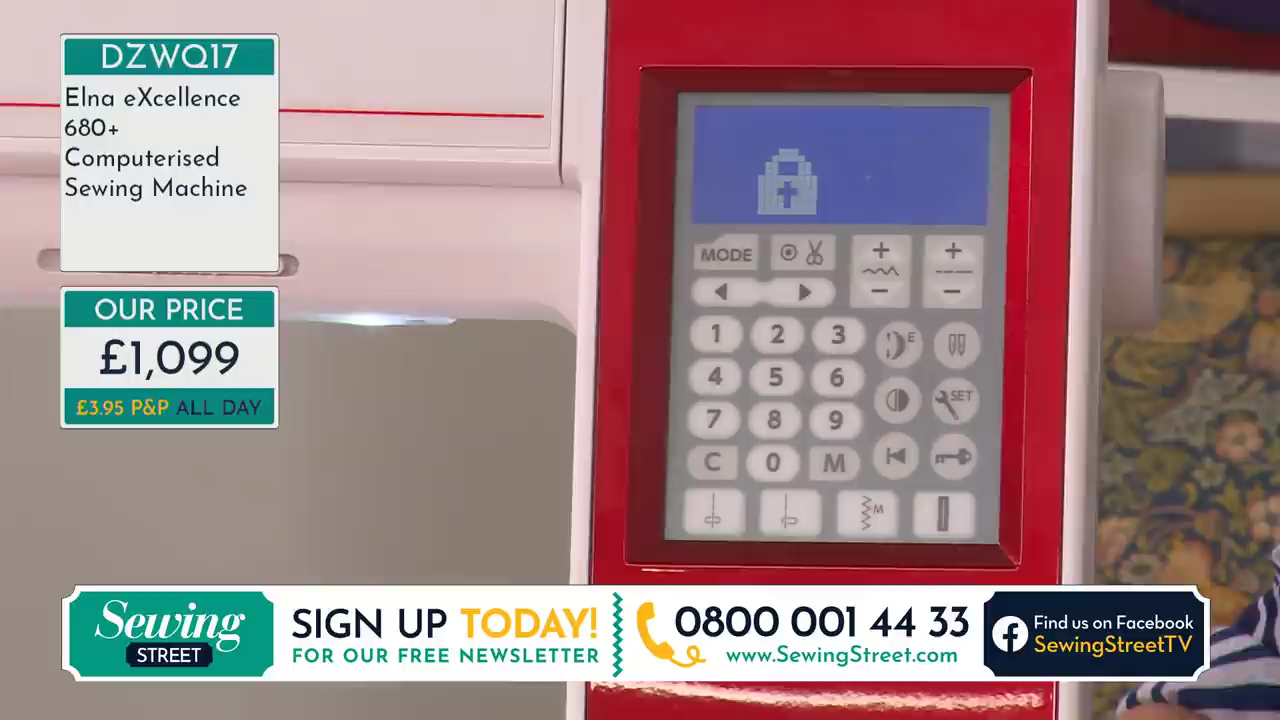 DZWQ17
Elna eXcellence
680+
Computerised
Sewing Machine
OUR PRICE
£1,099
£3.95 P&P ALL DAY
MODE
+ +
- -
1 2 3 E
4 5 6
7 8 9 SET
C 0 M
M
Sewing
STREET
SIGN UP TODAY!
FOR OUR FREE NEWSLETTER
0800 001 44 33
www.SewingStreet.com
Find us on Facebook
SewingStreetTV